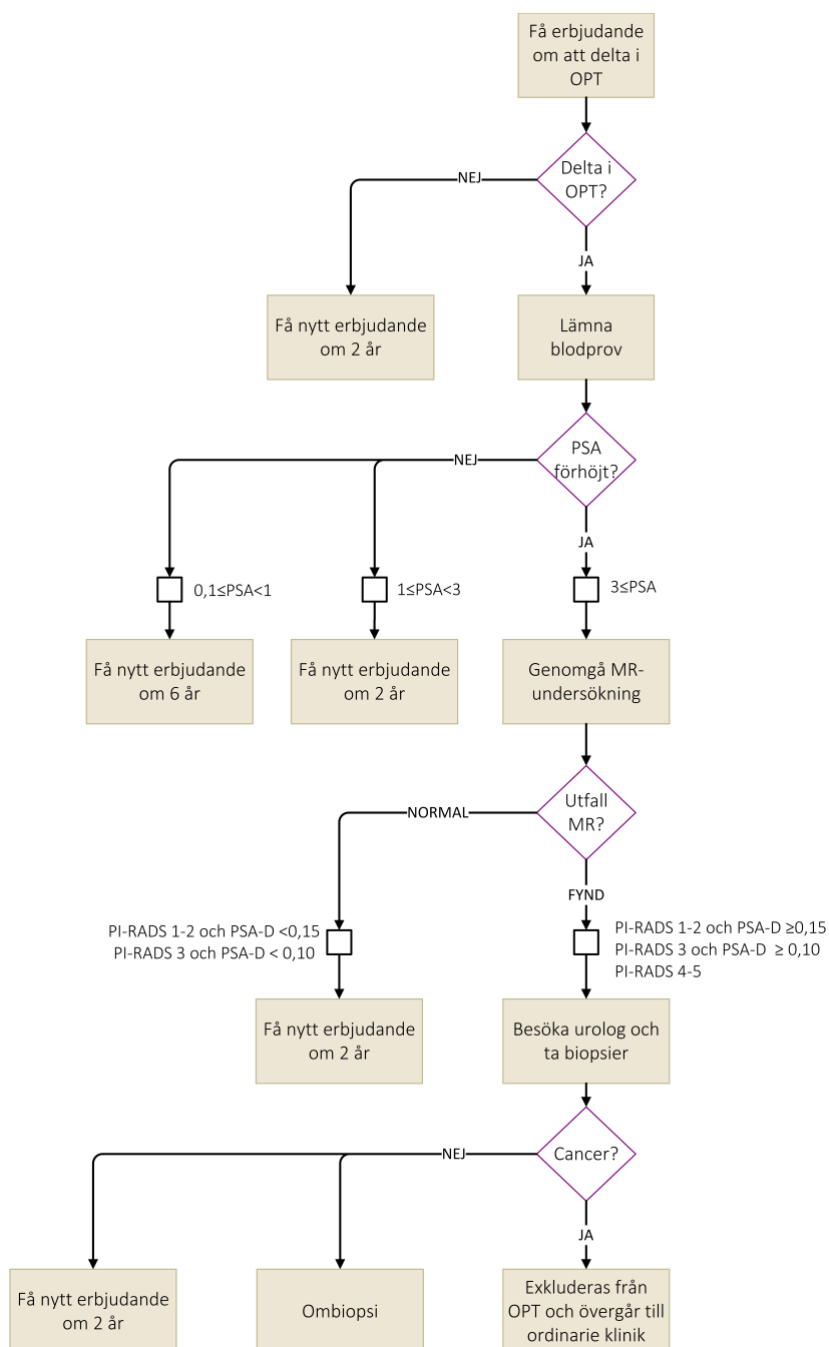 Få erbjudande
om att delta i
OPT
Delta i
OPT?
NEJ
JA
Få nytt erbjudande
om 2 år
Lämna
blodprov
PSA
förhöjt?
NEJ
JA
0,1≤PSA<1
1≤PSA<3
3≤PSA
Få nytt erbjudande
om 6 år
Få nytt erbjudande
om 2 år
Genomgå MR-
undersökning
Utfall
MR?
NORMAL
FYND
PI-RADS 1-2 och PSA-D <0,15
PI-RADS 3 och PSA-D < 0,10
PI-RADS 1-2 och PSA-D ≥0,15
PI-RADS 3 och PSA-D ≥ 0,10
PI-RADS 4-5
Få nytt erbjudande
om 2 år
Besöka urolog och
ta biopsier
Cancer?
NEJ
JA
Få nytt erbjudande
om 2 år
Ombiopsi
Exkluderas från
OPT och övergår till
ordinarie klinik